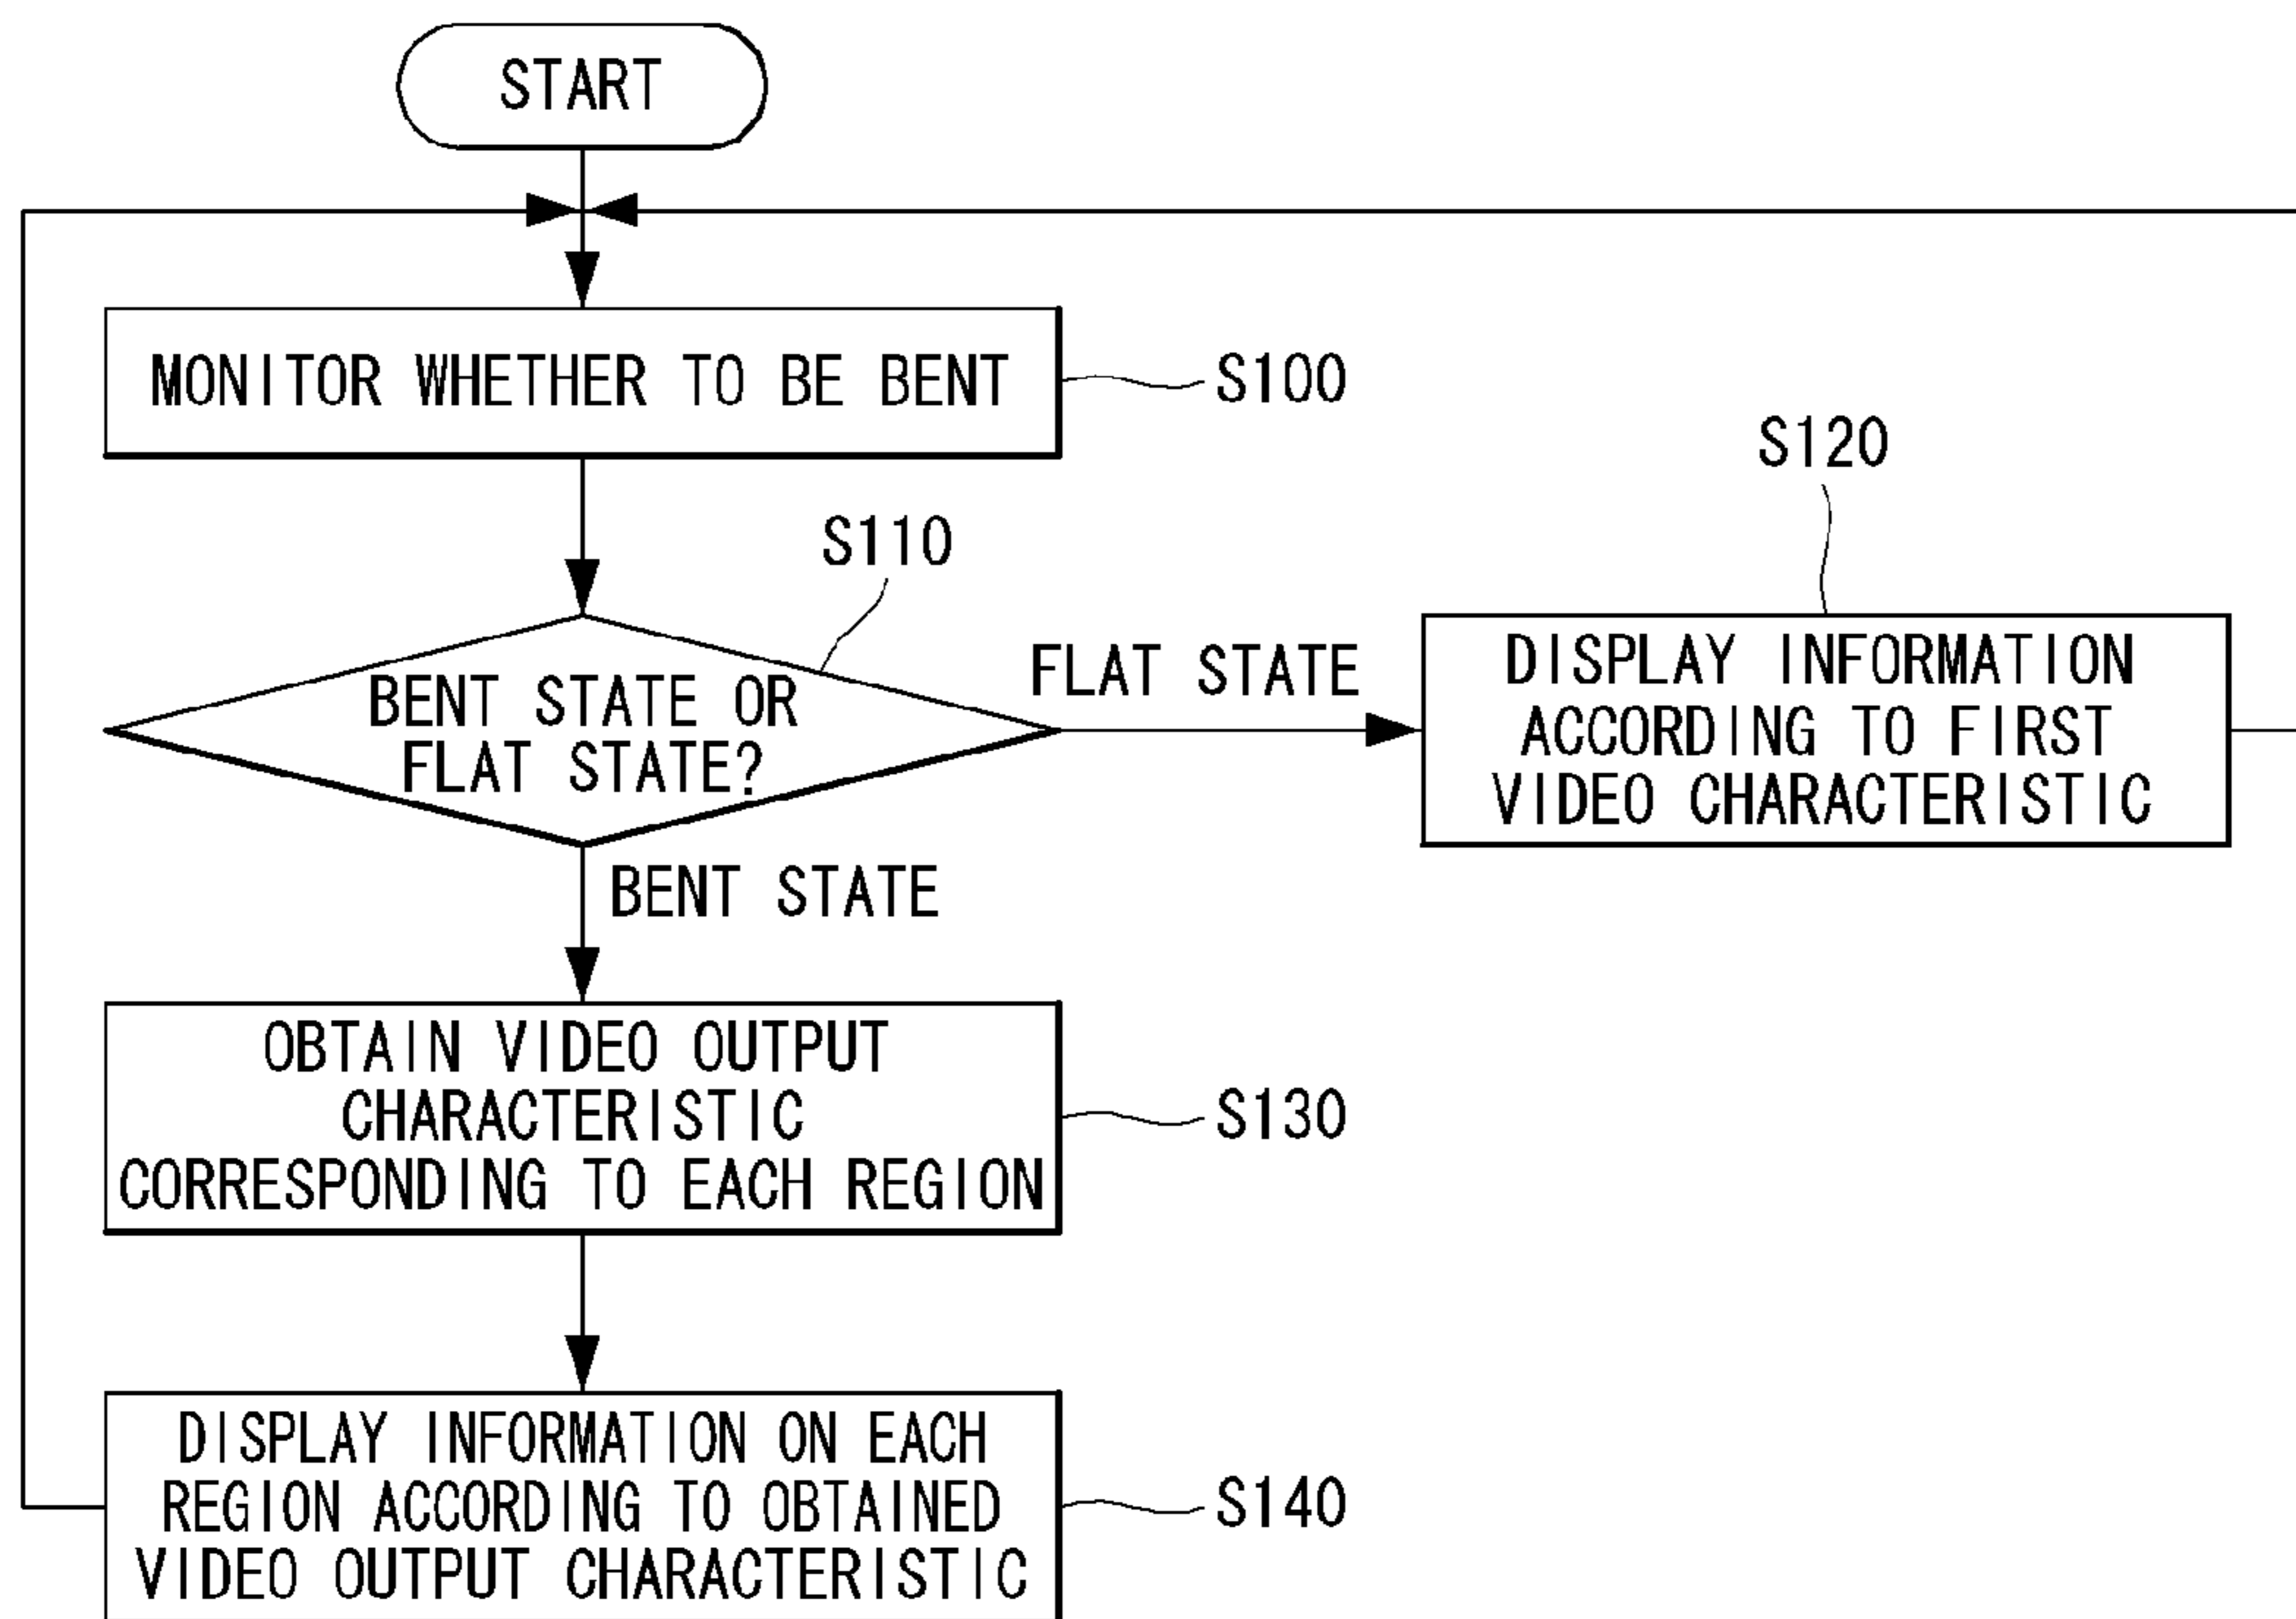 START
MONITOR WHETHER TO BE BENT
S100
S120
S110
BENT STATE OR
FLAT STATE?
FLAT STATE
DISPLAY INFORMATION
ACCORDING TO FIRST
VIDEO CHARACTERISTIC
BENT STATE
OBTAIN VIDEO OUTPUT
CHARACTERISTIC
CORRESPONDING TO EACH REGION
S130
DISPLAY INFORMATION ON EACH
REGION ACCORDING TO OBTAINED
VIDEO OUTPUT CHARACTERISTIC
S140